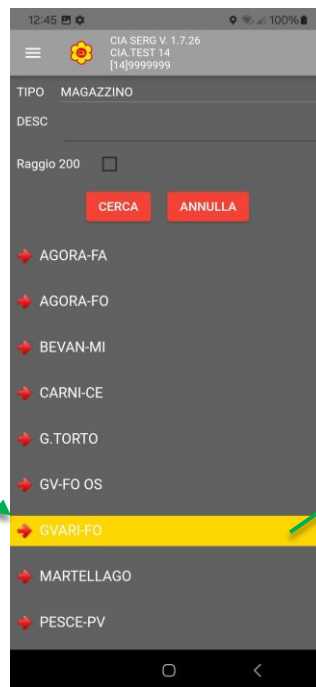 12:45 100%
CIA SERG V. 1.7.26
CIA.TEST 14
[14]9999999
TIPO MAGAZZINO
DESC
Raggio 200
CERCA ANNULLA
AGORA-FA
AGORA-FO
BEVAN-MI
CARNI-CE
G.TORTO
GV-FO OS
GVARI-FO
MARTELLAGO
PESCE-PV